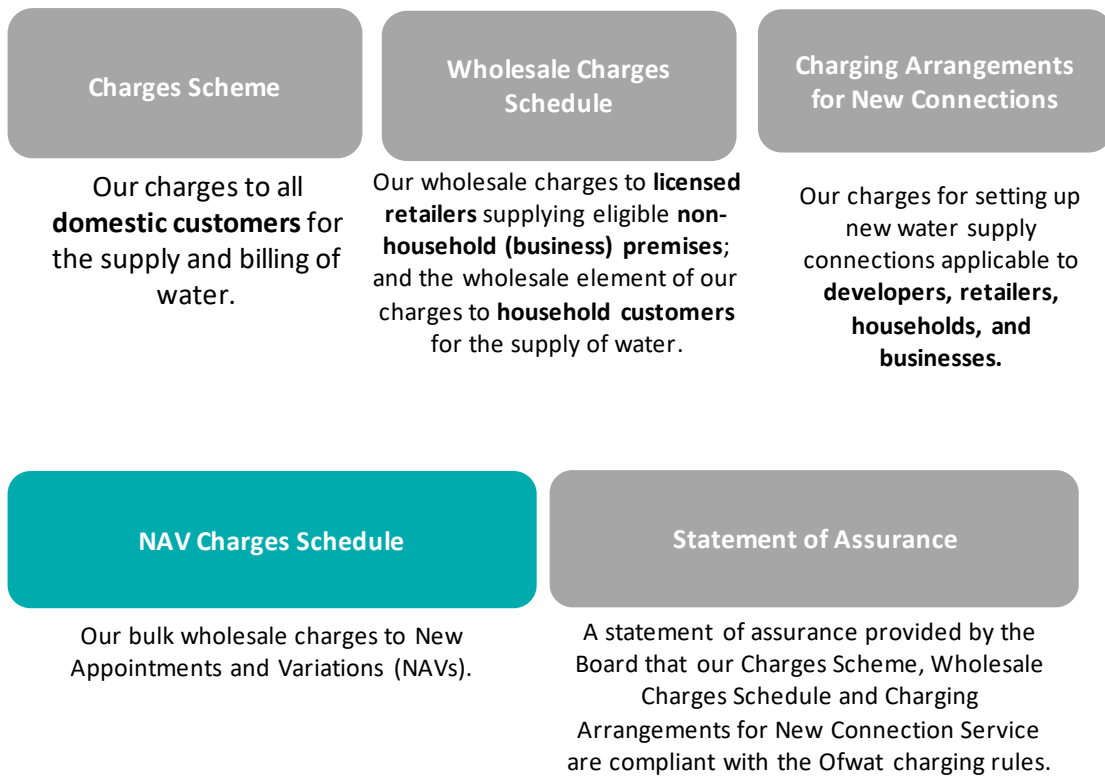 Charges Scheme
Our charges to all
domestic customers for
the supply and billing of
water.
Wholesale Charges
Schedule
Our wholesale charges to licensed
retailers supplying eligible non-
household (business) premises;
and the wholesale element of our
charges to household customers
for the supply of water.
Charging Arrangements
for New Connections
Our charges for setting up
new water supply
connections applicable to
developers, retailers,
households, and
businesses.
NAV Charges Schedule
Our bulk wholesale charges to New
Appointments and Variations (NAVs).
Statement of Assurance
A statement of assurance provided by the
Board that our Charges Scheme, Wholesale
Charges Schedule and Charging
Arrangements for New Connection Service
are compliant with the Ofwat charging rules.